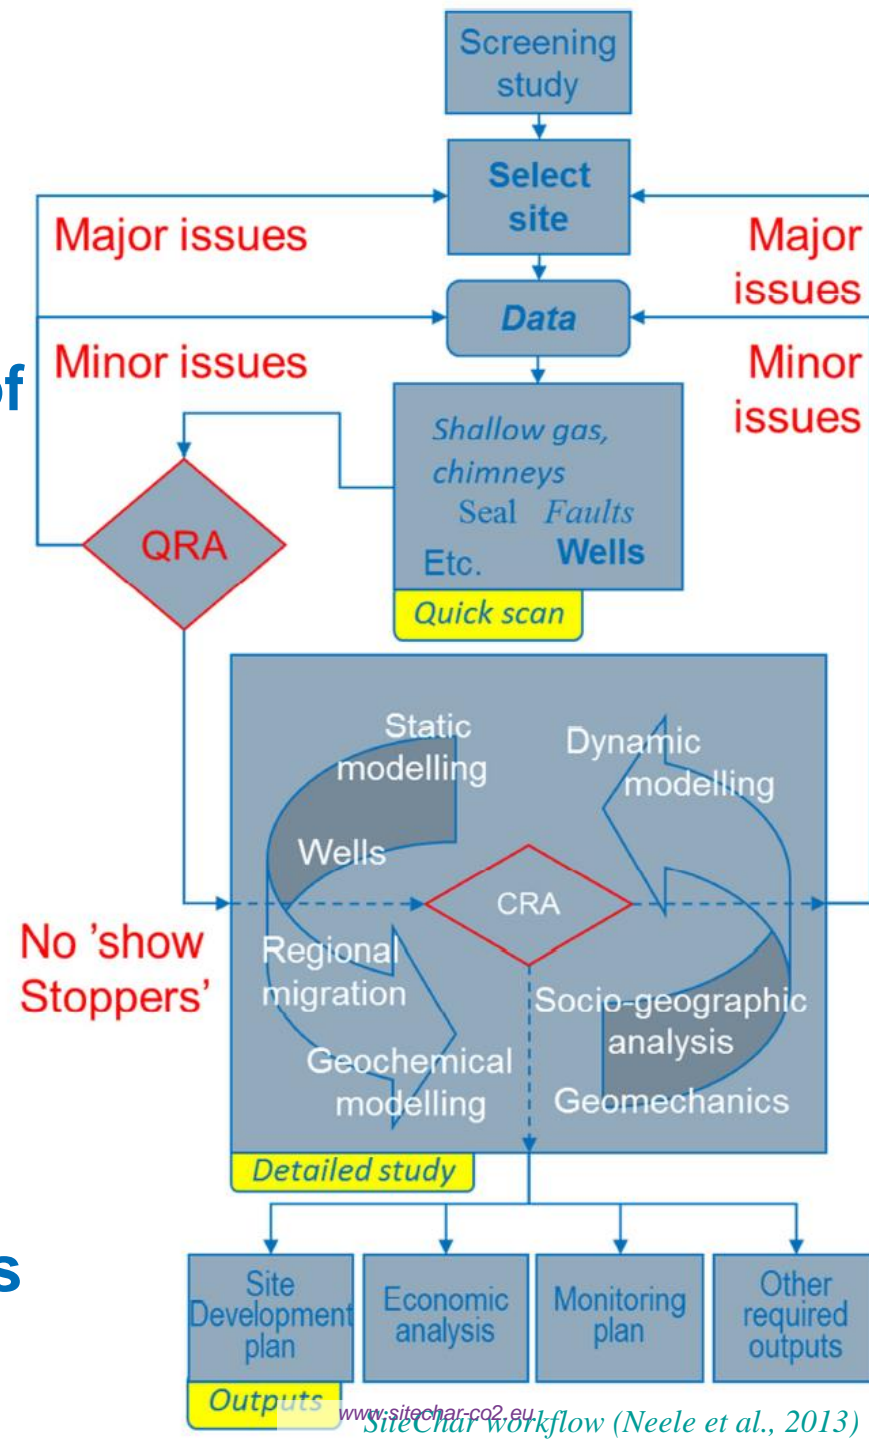 Screening
study
Select
site
Major issues
Major
issues
Data
Minor issues
Minor
issues
of
Shallow gas,
chimneys
Seal Faults
Etc. Wells
QRA
Quick scan
Static
modelling
Dynamic
modelling
Wells
CRA
No 'show
Stoppers'
Regional
migration
Socio-geographic
analysis
Geochemical
modelling
Geomechanics
Detailed study
s
Site
Development
plan
Economic
analysis
Monitoring
plan
Other
required
outputs
Outputs
www.sitechar-co2.eu
SiteChar workflow (Neele et al., 2013)